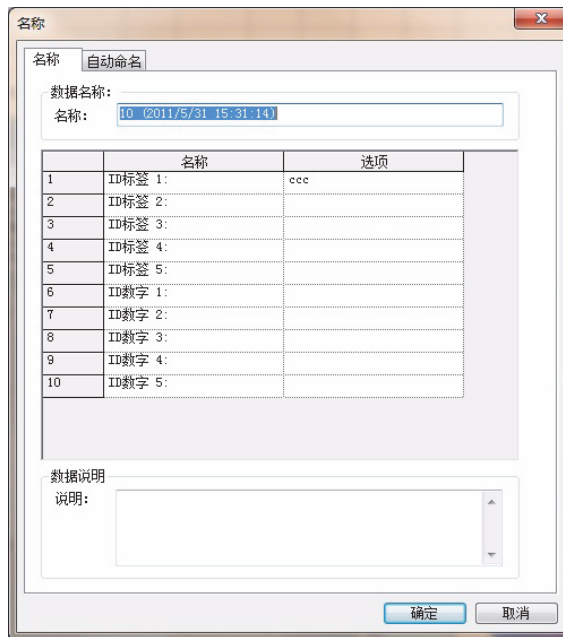 名称
名称 自动命名
数据名称:
名称: 10 (2011/5/31 15:31:14)
名称 选项
1 ID标签 1: ccc
2 ID标签 2:
3 ID标签 3:
4 ID标签 4:
5 ID标签 5:
6 ID数字 1:
7 ID数字 2:
8 ID数字 3:
9 ID数字 4:
10 ID数字 5:
数据说明
说明:
确定 取消